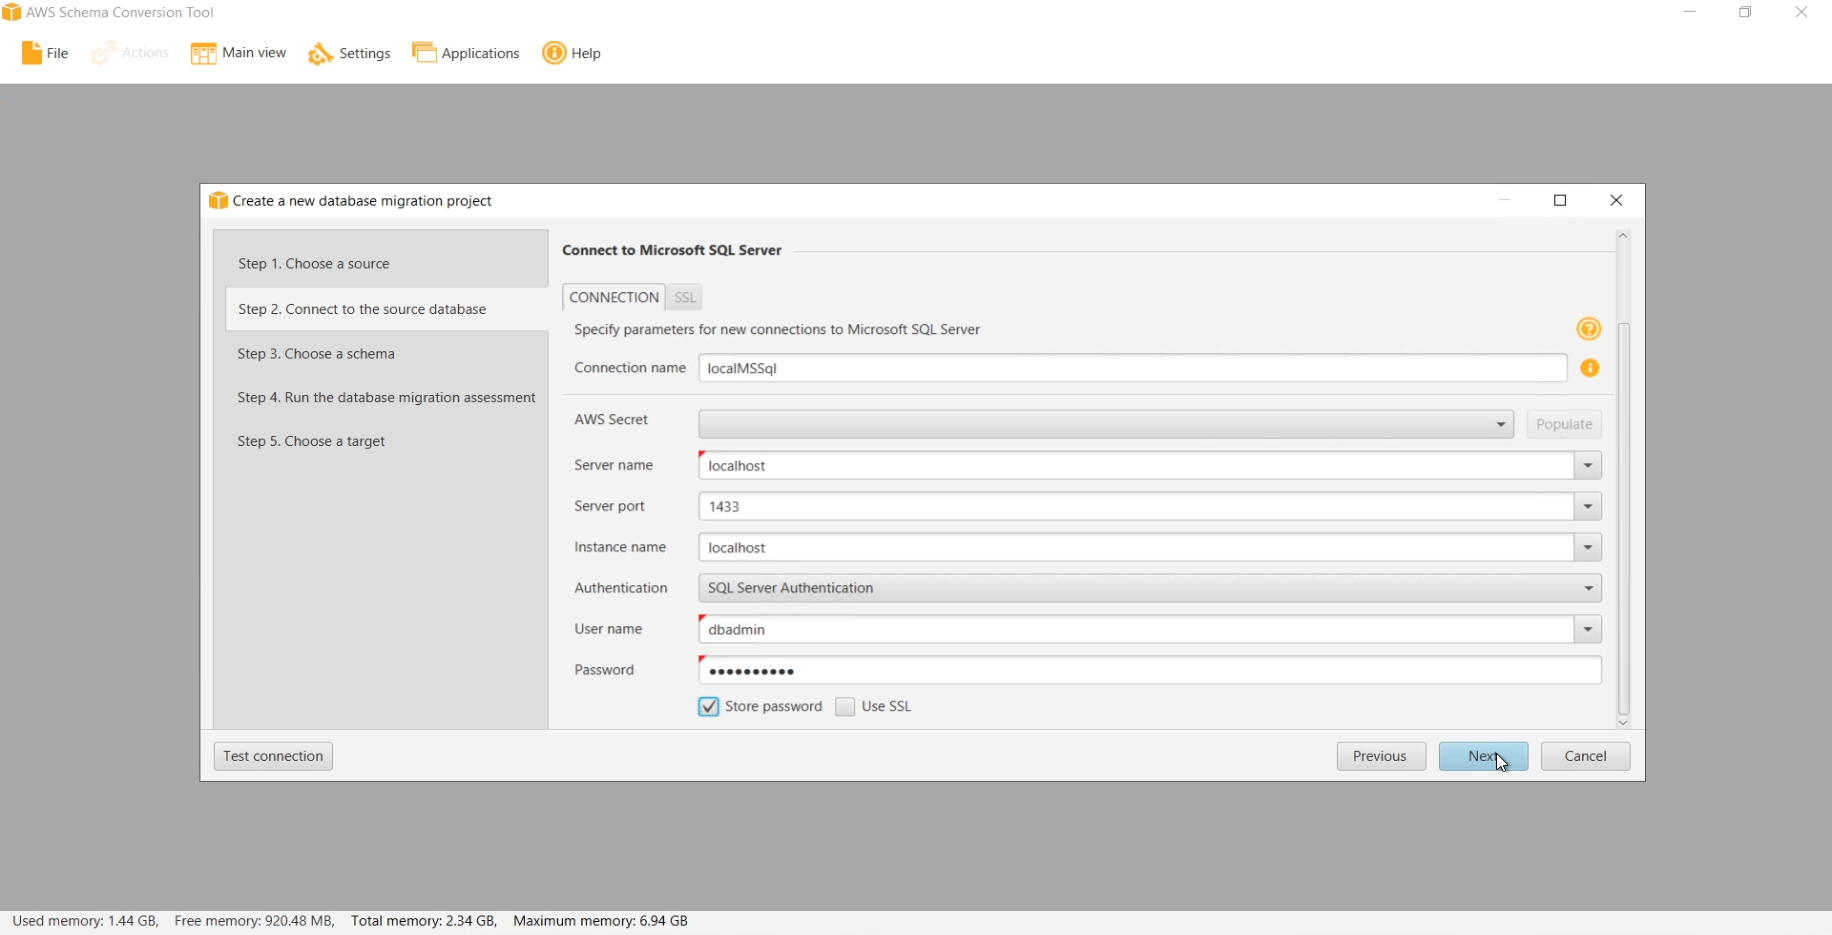 AWS Schema Conversion Tool
File Actions Main view Settings Applications Help
Create a new database migration project
Step 1. Choose a source
Step 2. Connect to the source database
Step 3. Choose a schema
Step 4. Run the database migration assessment
Step 5. Choose a target
Connect to Microsoft SQL Server
CONNECTION SSL
Specify parameters for new connections to Microsoft SQL Server
Connection name localMSSql
AWS Secret Populate
Server name localhost
Server port 1433
Instance name localhost
Authentication SQL Server Authentication
User name dbadmin
Password ••••••••••
Store password Use SSL
Test connection Previous Next Cancel
Used memory: 1.44 GB, Free memory: 920.48 MB, Total memory: 2.34 GB, Maximum memory: 6.94 GB